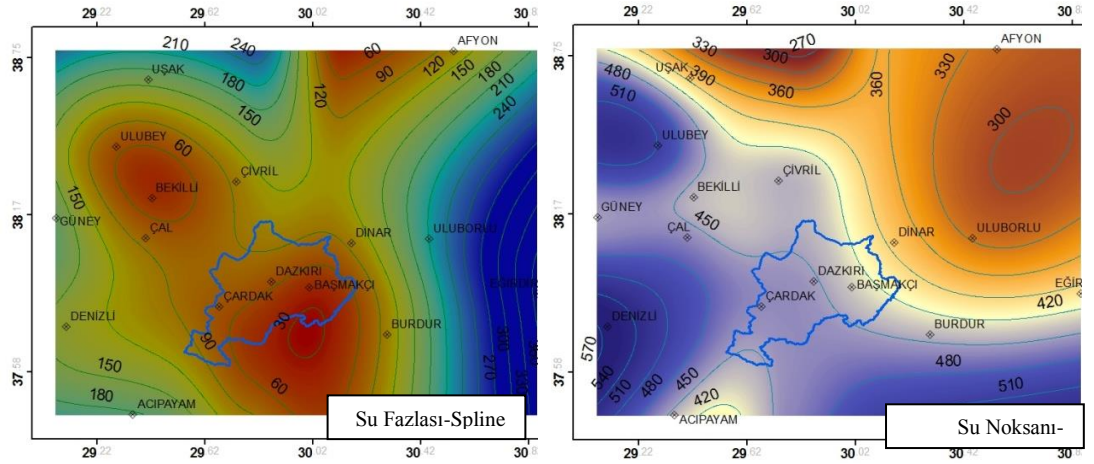 29.22 29.62 30.02 30.42 30.8
38.75
38.17
37.58
210
240
60
AFYON
UŞAK
180
90
120
150
180
210
240
150
120
ULUBEY
60
BEKİLLİ
ÇİVRİL
150
GÜNEY
ÇAL
DİNAR
ULUBORLU
DAZKIRI
BAŞMAKÇI
EĞİRDİR
ÇARDAK
30
DENİZLİ
90
BURDUR
300
150
60
270
180
ACIPAYAM
330
Su Fazlası-Spline
29.22 29.62 30.02 30.42
29.22 29.62 30.02 30.42 30.8
38.75
38.17
37.58
330
270
AFYON
480
UŞAK
390
300
360
360
330
510
ULUBEY
300
ÇİVRİL
BEKİLLİ
GÜNEY
450
ÇAL
DİNAR
ULUBORLU
DAZKIRI
BAŞMAKÇI
EĞİR
ÇARDAK
420
DENİZLİ
BURDUR
570
480
540
510
480
450
510
420
ACIPAYAM
Su Noksanı-
29.22 29.62 30.02 30.42 30.8